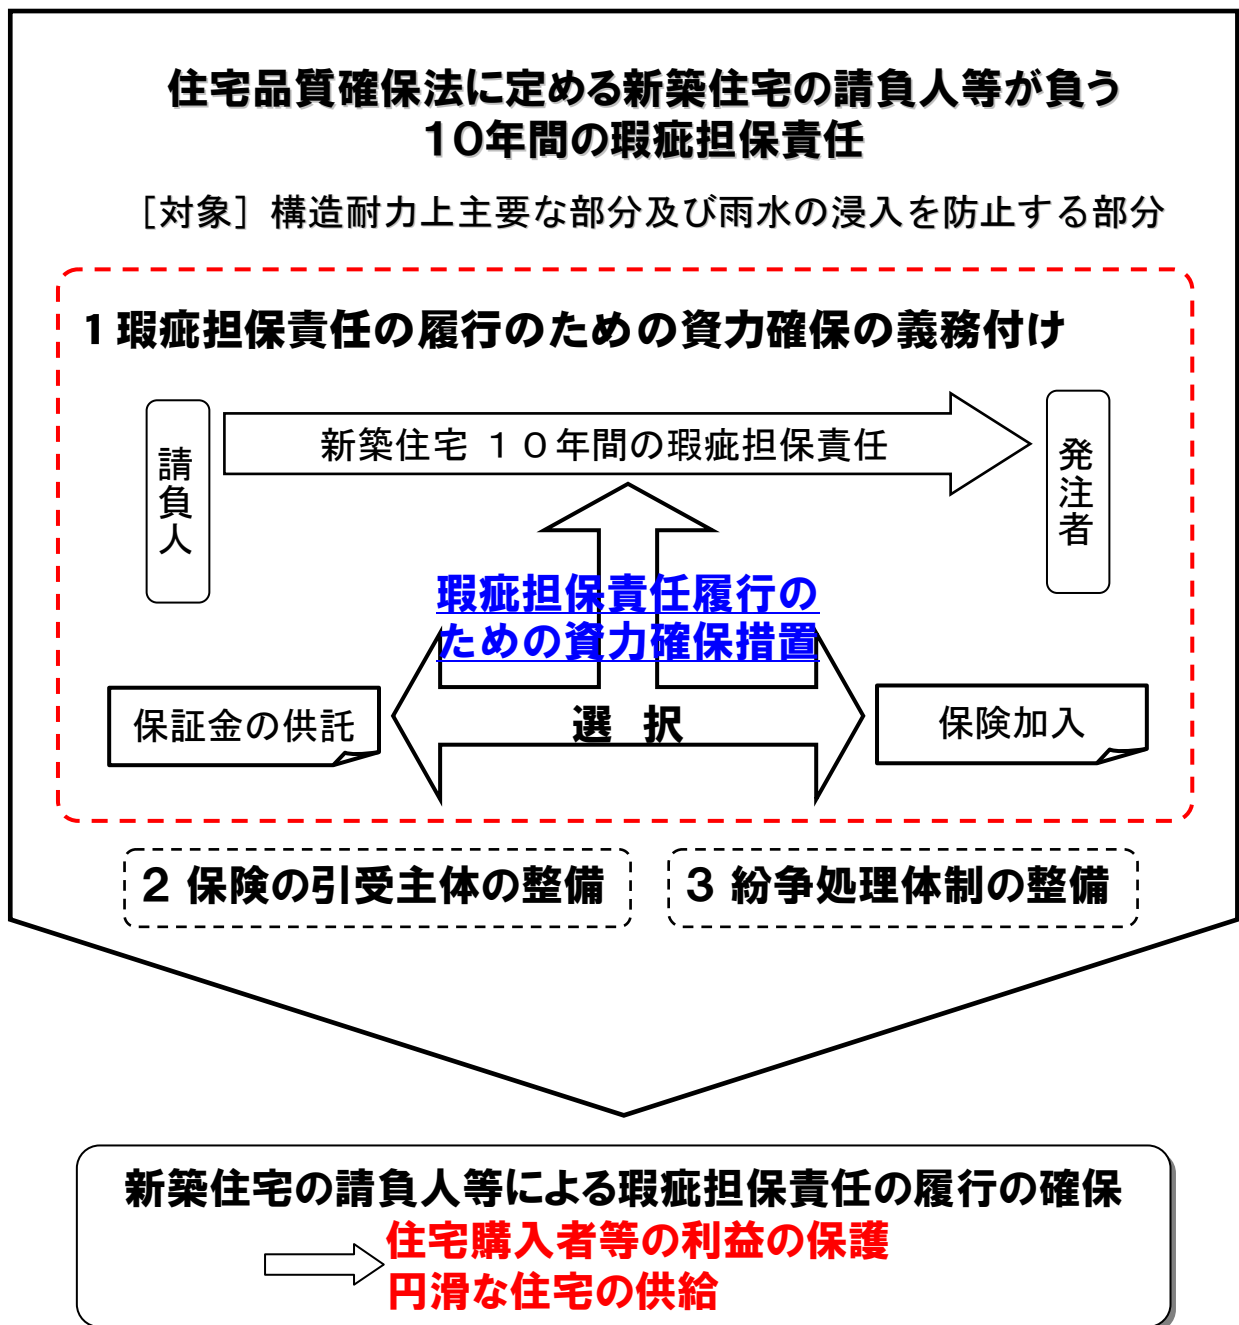 住宅品質確保法に定める新築住宅の請負人等が負う
10年間の瑕疵担保責任
［対象］構造耐力上主要な部分及び雨水の浸入を防止する部分
1 瑕疵担保責任の履行のための資力確保の義務付け
請負人
新築住宅 １０年間の瑕疵担保責任
発注者
瑕疵担保責任履行の
ための資力確保措置
保証金の供託
選 択
保険加入
2 保険の引受主体の整備
3 紛争処理体制の整備
新築住宅の請負人等による瑕疵担保責任の履行の確保
住宅購入者等の利益の保護
円滑な住宅の供給